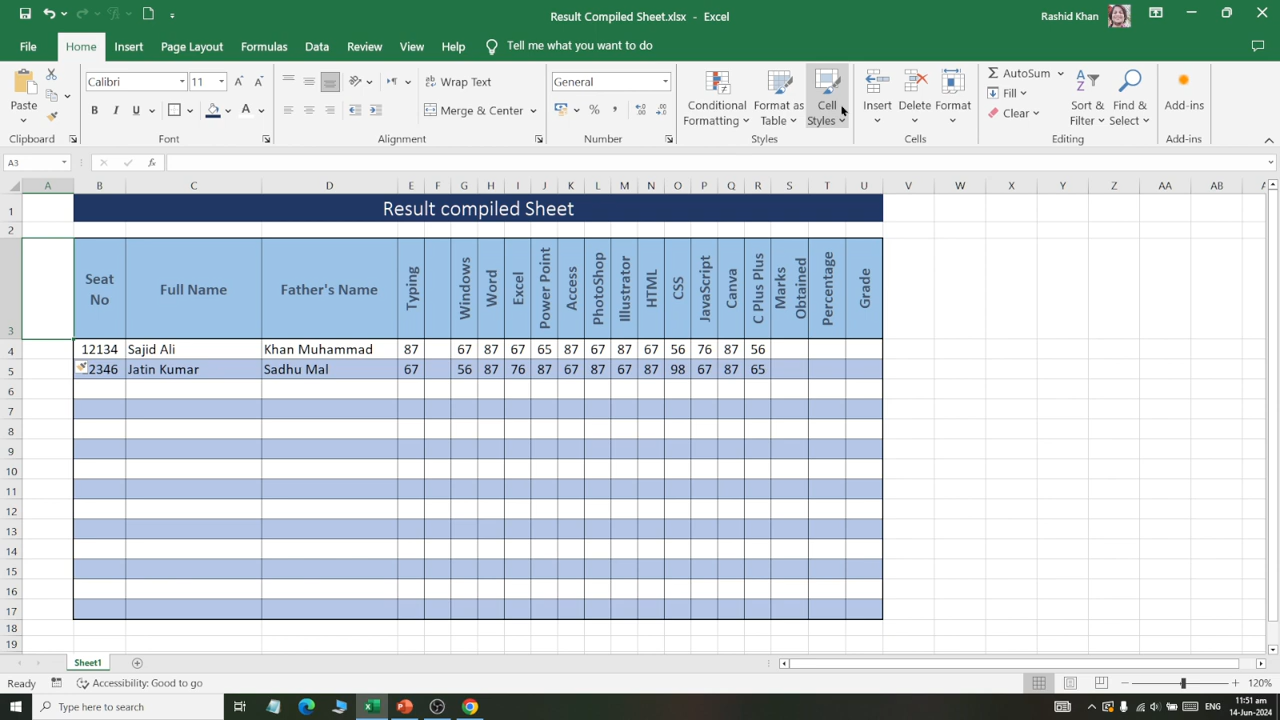 Result Compiled Sheet.xlsx - Excel
Rashid Khan
File Home Insert Page Layout Formulas Data Review View Help Tell me what you want to do
Paste
Calibri 11
B I U A
Wrap Text
Merge & Center
General
%
Conditional Formatting
Format as Table
Cell Styles
Insert
Delete
Format
AutoSum
Fill
Clear
Sort & Filter
Find & Select
Add-ins
Clipboard Font Alignment Number Styles Cells Editing Add-ins
A3 fx
A B C D E F G H I J K L M N O P Q R S T U V W X Y Z AA AB
1 Result compiled Sheet
2
3 Seat No Full Name Father's Name Typing Windows Word Excel Power Point Access PhotoShop Illustrator HTML CSS JavaScript Canva C Plus Plus Marks Obtained Percentage Grade
4 12134 Sajid Ali Khan Muhammad 87 67 87 67 65 87 67 87 67 56 76 87 56
5 2346 Jatin Kumar Sadhu Mal 67 56 87 76 87 67 87 67 87 98 67 87 65
6
7
8
9
10
11
12
13
14
15
16
17
18
19
Sheet1
Ready Accessibility: Good to go 120%
Type here to search
ENG
11:51 am
14-Jun-2024